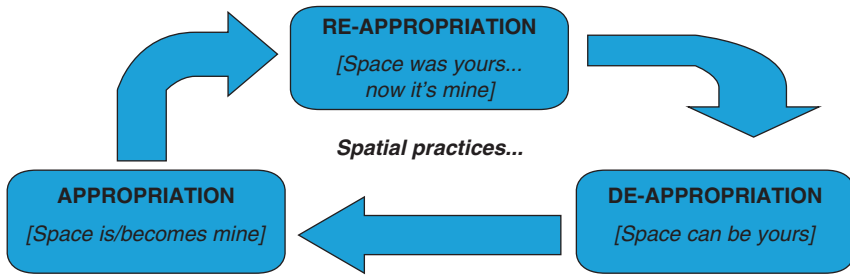 RE-APPROPRIATION
[Space was yours...
now it's mine]
Spatial practices...
APPROPRIATION
[Space is/becomes mine]
DE-APPROPRIATION
[Space can be yours]